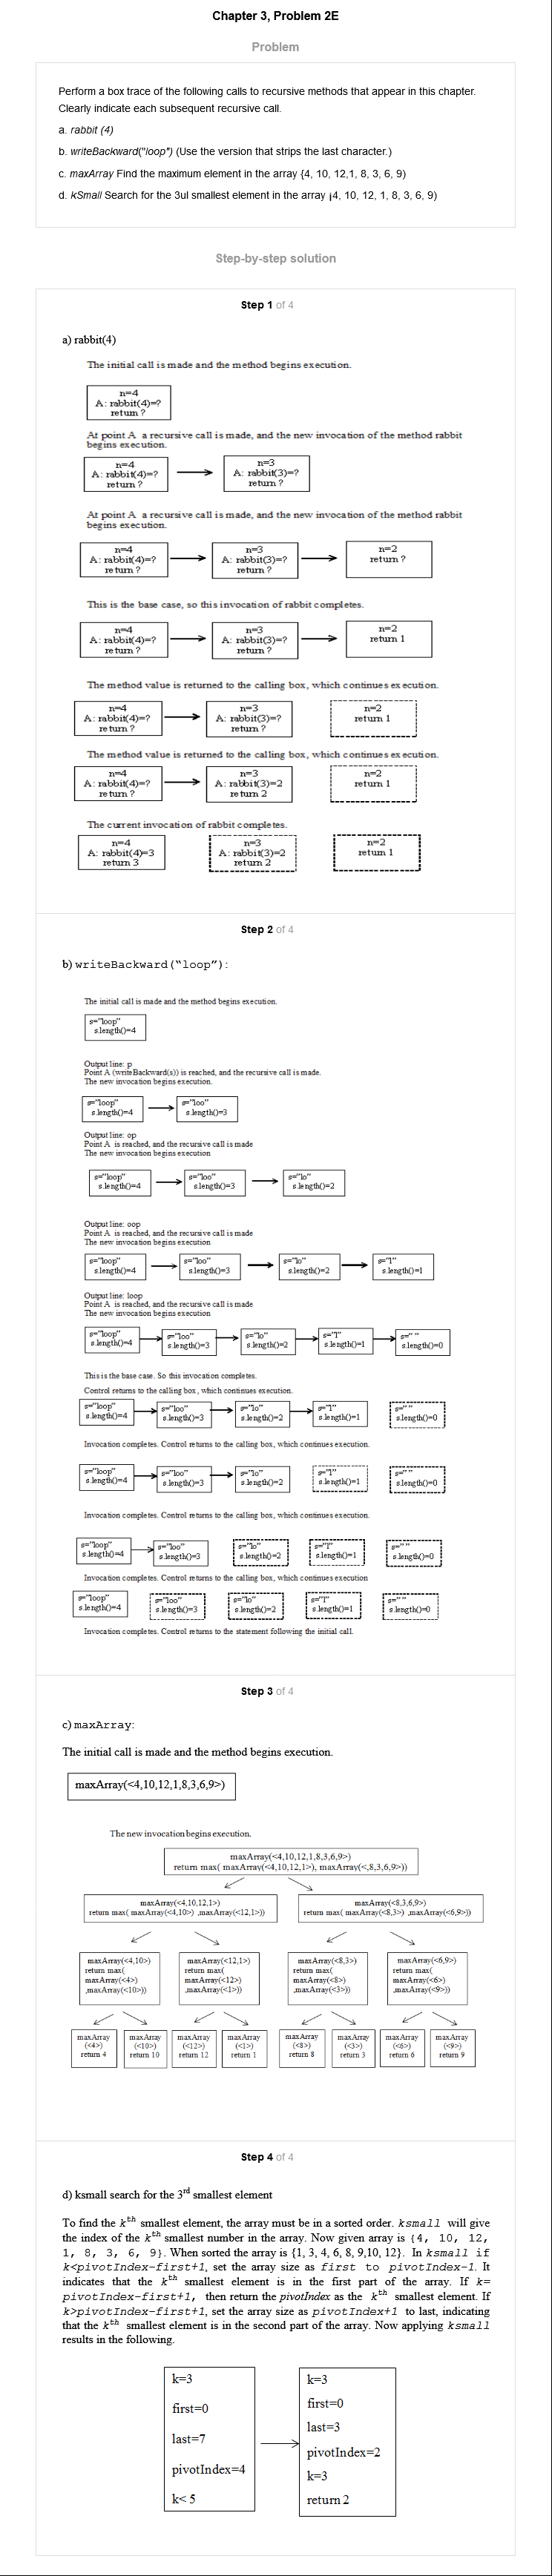 Chapter 3, Problem 2E
Problem
Perform a box trace of the following calls to recursive methods that appear in this chapter.
Clearly indicate each subsequent recursive call.
a. rabbit (4)
b. writeBackward("loop") (Use the version that strips the last character.)
c. maxArray Find the maximum element in the array {4, 10, 12,1, 8, 3, 6, 9)
d. kSmall Search for the 3ul smallest element in the array ¡4, 10, 12, 1, 8, 3, 6, 9)
Step-by-step solution
Step 1 of 4
a) rabbit(4)
The initial call is made and the method begins execution.
n=4
A: rabbit(4)=?
return ?
At point A a recursive call is made, and the new invocation of the method rabbit
begins execution.
n=4
A: rabbit(4)=?
return ?
n=3
A: rabbit(3)=?
return ?
At point A a recursive call is made, and the new invocation of the method rabbit
begins execution.
n=4
A: rabbit(4)=?
return ?
n=3
A: rabbit(3)=?
return ?
n=2
return ?
This is the base case, so this invocation of rabbit completes.
n=4
A: rabbit(4)=?
return ?
n=3
A: rabbit(3)=?
return ?
n=2
return 1
The method value is returned to the calling box, which continues execution.
n=4
A: rabbit(4)=?
return ?
n=3
A: rabbit(3)=?
return ?
n=2
return 1
The method value is returned to the calling box, which continues execution.
n=4
A: rabbit(4)=?
return ?
n=3
A: rabbit(3)=2
return 2
n=2
return 1
The current invocation of rabbit completes.
n=4
A: rabbit(4)=3
return 3
n=3
A: rabbit(3)=2
return 2
n=2
return 1
Step 2 of 4
b) writeBackward("loop"):
The initial call is made and the method begins execution.
s="loop"
s.length()=4
Output line: p
Point A (writeBackward(s)) is reached, and the recursive call is made.
The new invocation begins execution.
s="loop"
s.length()=4
s="loo"
s.length()=3
Output line: op
Point A is reached, and the recursive call is made
The new invocation begins execution
s="loop"
s.length()=4
s="loo"
s.length()=3
s="lo"
s.length()=2
Output line: oop
Point A is reached, and the recursive call is made
The new invocation begins execution
s="loop"
s.length()=4
s="loo"
s.length()=3
s="lo"
s.length()=2
s="l"
s.length()=1
Output line: loop
Point A is reached, and the recursive call is made
The new invocation begins execution
s="loop"
s.length()=4
s="loo"
s.length()=3
s="lo"
s.length()=2
s="l"
s.length()=1
s=" "
s.length()=0
This is the base case. So this invocation completes.
Control returns to the calling box, which continues execution.
s="loop"
s.length()=4
s="loo"
s.length()=3
s="lo"
s.length()=2
s="l"
s.length()=1
s=" "
s.length()=0
Invocation completes. Control returns to the calling box, which continues execution.
s="loop"
s.length()=4
s="loo"
s.length()=3
s="lo"
s.length()=2
s="l"
s.length()=1
s=" "
s.length()=0
Invocation completes. Control returns to the calling box, which continues execution.
s="loop"
s.length()=4
s="loo"
s.length()=3
s="lo"
s.length()=2
s="l"
s.length()=1
s=" "
s.length()=0
Invocation completes. Control returns to the calling box, which continues execution
s="loop"
s.length()=4
s="loo"
s.length()=3
s="lo"
s.length()=2
s="l"
s.length()=1
s=" "
s.length()=0
Invocation completes. Control returns to the statement following the initial call.
Step 3 of 4
c) maxArray:
The initial call is made and the method begins execution.
maxArray(<4,10,12,1,8,3,6,9>)
The new invocation begins execution.
maxArray(<4,10,12,1,8,3,6,9>)
return max( maxArray(<4,10,12,1>), maxArray(<,8,3,6,9>))
maxArray(<4,10,12,1>)
return max( maxArray(<4,10>) ,maxArray(<12,1>))
maxArray(<8,3,6,9>)
return max( maxArray(<8,3>) ,maxArray(<6,9>))
maxArray(<4,10>)
return max(
maxArray(<4>)
,maxArray(<10>))
maxArray(<12,1>)
return max(
maxArray(<12>)
,maxArray(<1>))
maxArray(<8,3>)
return max(
maxArray(<8>)
,maxArray(<3>))
maxArray(<6,9>)
return max(
maxArray(<6>)
,maxArray(<9>))
maxArray
(<4>)
return 4
maxArray
(<10>)
return 10
maxArray
(<12>)
return 12
maxArray
(<1>)
return 1
maxArray
(<8>)
return 8
maxArray
(<3>)
return 3
maxArray
(<6>)
return 6
maxArray
(<9>)
return 9
Step 4 of 4
d) ksmall search for the 3rd smallest element
To find the kth smallest element, the array must be in a sorted order. ksmall will give
the index of the kth smallest number in the array. Now given array is {4, 10, 12,
1, 8, 3, 6, 9}. When sorted the array is {1, 3, 4, 6, 8, 9,10, 12}. In ksmall if
k<pivotIndex-first+1, set the array size as first to pivotIndex-1. It
indicates that the kth smallest element is in the first part of the array. If k=
pivotIndex-first+1, then return the pivotIndex as the kth smallest element. If
k>pivotIndex-first+1, set the array size as pivotIndex+1 to last, indicating
that the kth smallest element is in the second part of the array. Now applying ksmall
results in the following.
k=3
first=0
last=7
pivotIndex=4
k< 5
k=3
first=0
last=3
pivotIndex=2
k=3
return 2